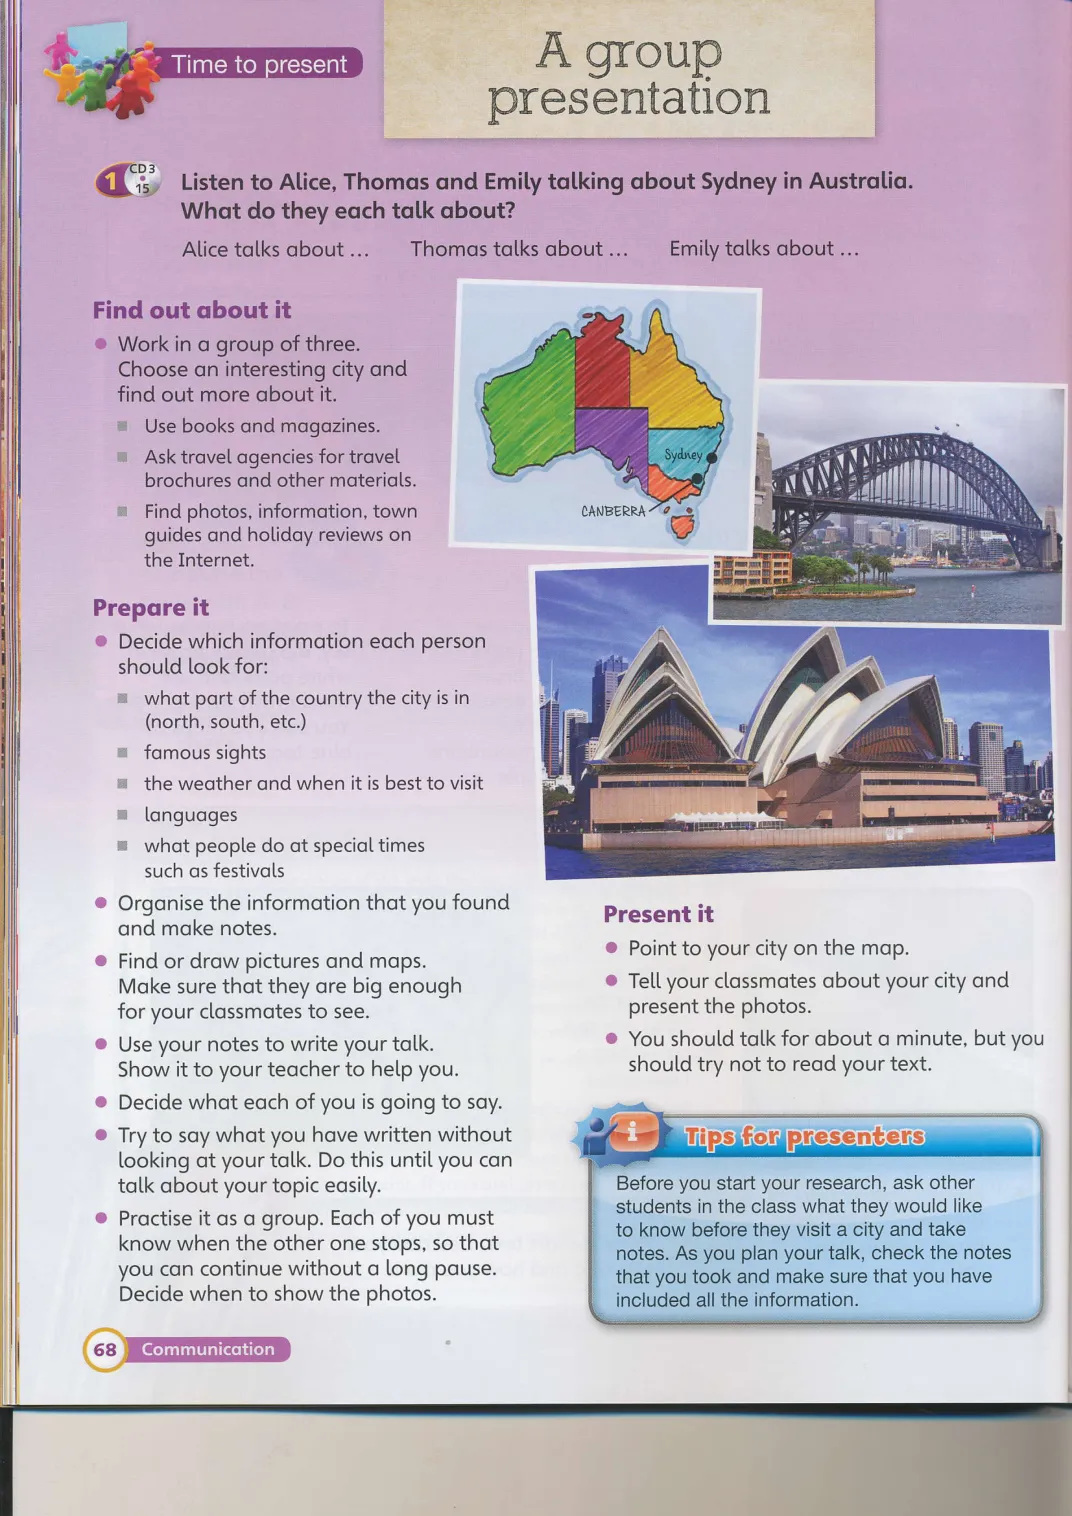 Time to present
A group
presentation
1 CD 3
15
Listen to Alice, Thomas and Emily talking about Sydney in Australia.
What do they each talk about?
Alice talks about ... Thomas talks about ... Emily talks about ...
Find out about it
Work in a group of three.
Choose an interesting city and
find out more about it.
Use books and magazines.
Ask travel agencies for travel
brochures and other materials.
Find photos, information, town
guides and holiday reviews on
the Internet.
Sydney
CANBERRA
Prepare it
Decide which information each person
should look for:
what part of the country the city is in
(north, south, etc.)
famous sights
the weather and when it is best to visit
languages
what people do at special times
such as festivals
Organise the information that you found
and make notes.
Find or draw pictures and maps.
Make sure that they are big enough
for your classmates to see.
Use your notes to write your talk.
Show it to your teacher to help you.
Decide what each of you is going to say.
Try to say what you have written without
looking at your talk. Do this until you can
talk about your topic easily.
Practise it as a group. Each of you must
know when the other one stops, so that
you can continue without a long pause.
Decide when to show the photos.
Present it
Point to your city on the map.
Tell your classmates about your city and
present the photos.
You should talk for about a minute, but you
should try not to read your text.
i
Tips for presenters
Before you start your research, ask other
students in the class what they would like
to know before they visit a city and take
notes. As you plan your talk, check the notes
that you took and make sure that you have
included all the information.
68 Communication